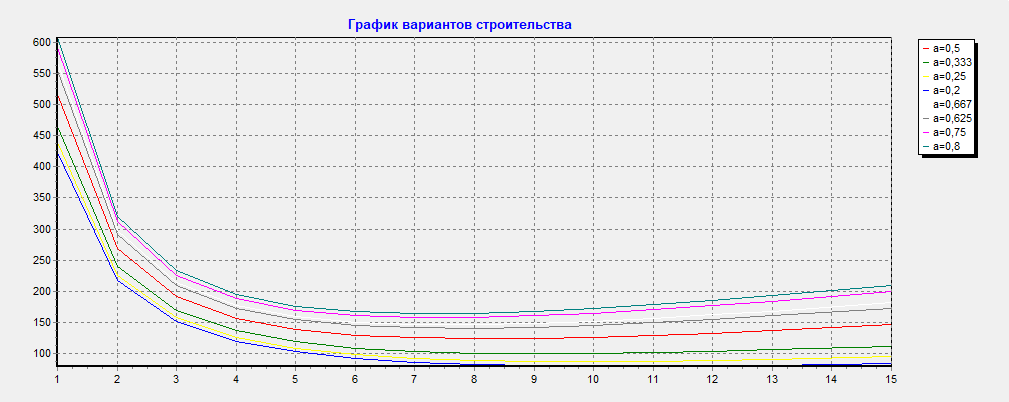 График вариантов строительства
600
550
500
450
400
350
300
250
200
150
100
1 2 3 4 5 6 7 8 9 10 11 12 13 14 15
a=0,5
a=0,333
a=0,25
a=0,2
a=0,667
a=0,625
a=0,75
a=0,8